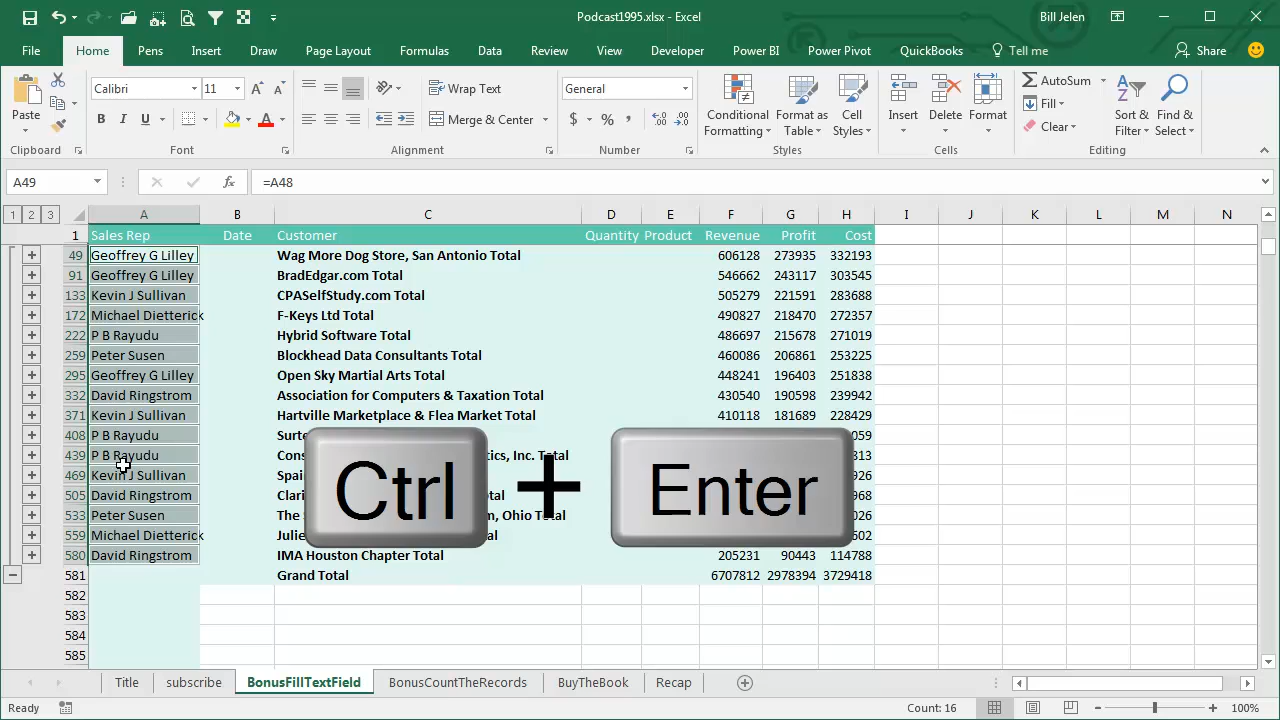 Podcast1995.xlsx - Excel
Bill Jelen
File Home Pens Insert Draw Page Layout Formulas Data Review View Developer Power BI Power Pivot QuickBooks Tell me Share
Paste
Calibri 11
B I U A
Wrap Text
Merge & Center
General
$ % ,
Conditional Formatting
Format as Table
Cell Styles
Insert Delete Format
AutoSum
Fill
Clear
Sort & Filter
Find & Select
Clipboard Font Alignment Number Styles Cells Editing
A49 fx =A48
1 2 3 A B C D E F G H I J K L M N
1 Sales Rep Date Customer Quantity Product Revenue Profit Cost
49 Geoffrey G Lilley Wag More Dog Store, San Antonio Total 606128 273935 332193
91 Geoffrey G Lilley BradEdgar.com Total 546662 243117 303545
133 Kevin J Sullivan CPASelfStudy.com Total 505279 221591 283688
172 Michael Dietterick F-Keys Ltd Total 490827 218470 272357
222 P B Rayudu Hybrid Software Total 486697 215678 271019
259 Peter Susen Blockhead Data Consultants Total 460086 206861 253225
295 Geoffrey G Lilley Open Sky Martial Arts Total 448241 196403 251838
332 David Ringstrom Association for Computers & Taxation Total 430540 190598 239942
371 Kevin J Sullivan Hartville Marketplace & Flea Market Total 410118 181689 228429
408 P B Rayudu
439 P B Rayudu Total
469 Kevin J Sullivan
505 David Ringstrom
533 Peter Susen The Ohio Total
559 Michael Dietterick
580 David Ringstrom IMA Houston Chapter Total 205231 90443 114788
581 Grand Total 6707812 2978394 3729418
582
583
584
585
Ctrl + Enter
Title subscribe BonusFillTextField BonusCountTheRecords BuyTheBook Recap
Ready Count: 16 100%